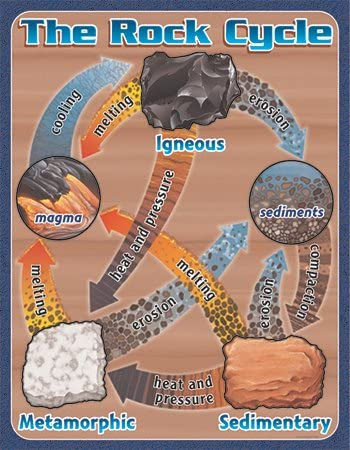 The Rock Cycle
cooling
melting
erosion
Igneous
magma
heat and pressure
sediments
melting
melting
erosion
erosion
compaction
heat and
pressure
Metamorphic
Sedimentary